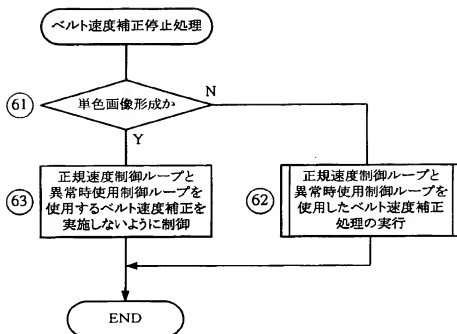 ベルト速度補正停止処理
61
単色画像形成か
N
Y
63
正規速度制御ループと
異常時使用制御ループを
使用するベルト速度補正を
実施しないように制御
62
正規速度制御ループと
異常時使用制御ループを
使用したベルト速度補正
処理の実行
END